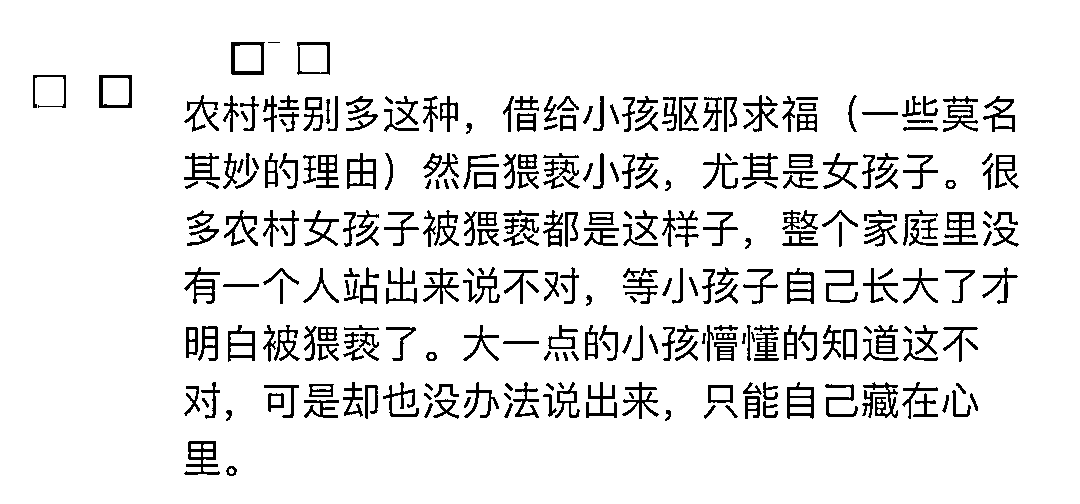 农村特别多这种，借给小孩驱邪求福（一些莫名
其妙的理由）然后猥亵小孩，尤其是女孩子。很
多农村女孩子被猥亵都是这样子，整个家庭里没
有一个人站出来说不对，等小孩子自己长大了才
明白被猥亵了。大一点的小孩懵懂的知道这不
对，可是却也没办法说出来，只能自己藏在心
里。